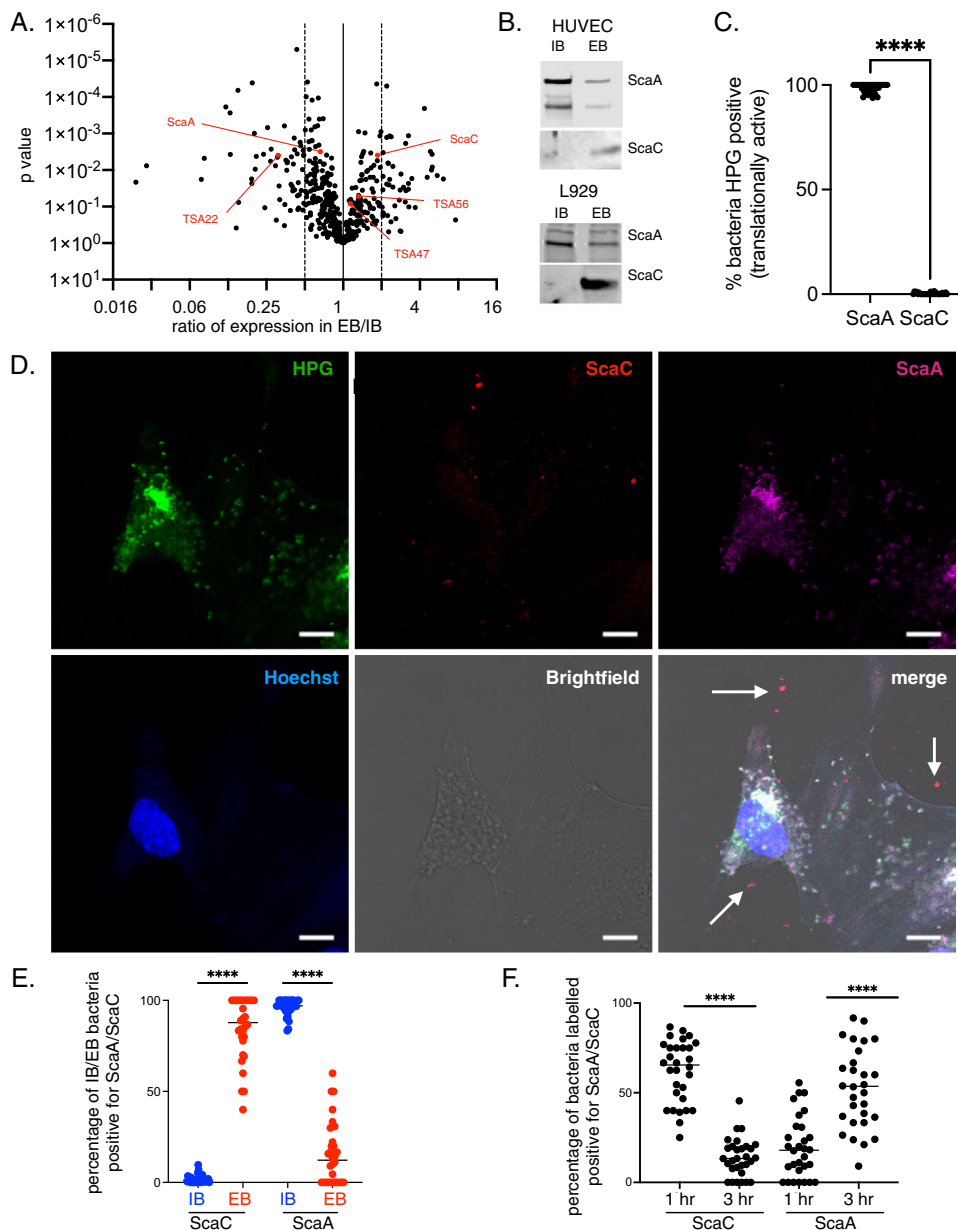 A.
1×10⁻⁶
1×10⁻⁵
1×10⁻⁴
1×10⁻³
1×10⁻²
1×10⁻¹
1×10⁰
1×10¹
p value
ScaA
ScaC
TSA22
TSA56
TSA47
0.016 0.06 0.25 1 4 16
ratio of expression in EB/IB
B.
HUVEC
IB EB
ScaA
ScaC
L929
IB EB
ScaA
ScaC
C.
****
% bacteria HPG positive
(translationally active)
100
50
0
ScaA ScaC
D.
HPG
ScaC
ScaA
Hoechst
Brightfield
merge
E.
**** ****
percentage of IB/EB bacteria
positive for ScaA/ScaC
100
50
0
IB EB IB EB
ScaC ScaA
F.
**** ****
percentage of bacteria labelled
positive for ScaA/ScaC
100
50
0
1 hr 3 hr 1 hr 3 hr
ScaC ScaA